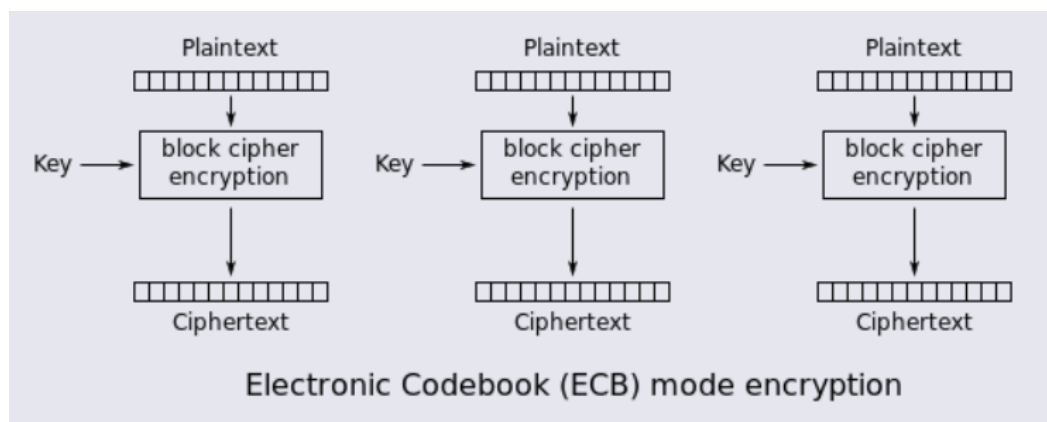 Plaintext Plaintext Plaintext
Key block cipher encryption Key block cipher encryption Key block cipher encryption
Ciphertext Ciphertext Ciphertext
Electronic Codebook (ECB) mode encryption